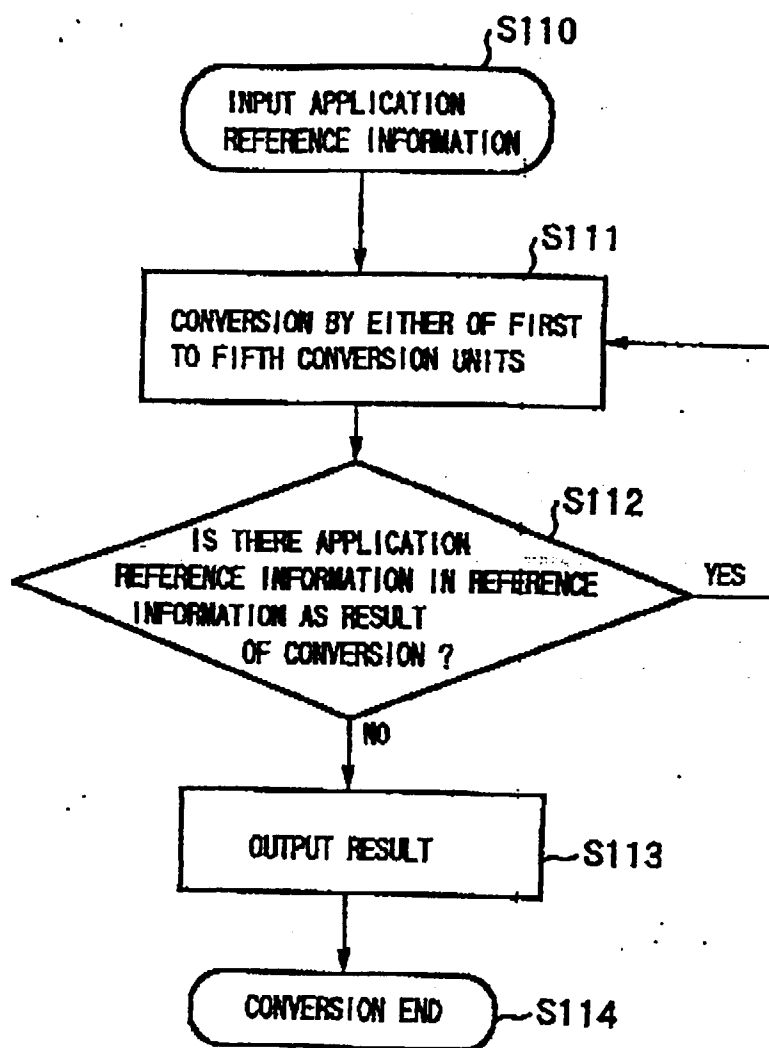 S110
INPUT APPLICATION
REFERENCE INFORMATION
S111
CONVERSION BY EITHER OF FIRST
TO FIFTH CONVERSION UNITS
S112
IS THERE APPLICATION
REFERENCE INFORMATION IN REFERENCE
INFORMATION AS RESULT
OF CONVERSION ?
YES
NO
OUTPUT RESULT
S113
CONVERSION END
S114